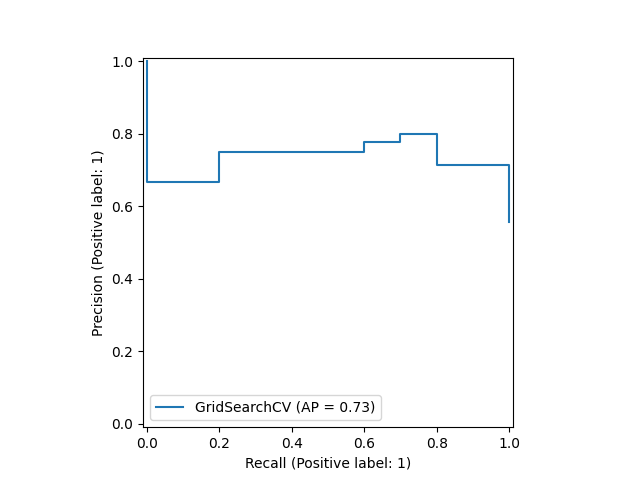 1.0
0.8
0.6
0.4
0.2
0.0
Precision (Positive label: 1)
GridSearchCV (AP = 0.73)
0.0 0.2 0.4 0.6 0.8 1.0
Recall (Positive label: 1)